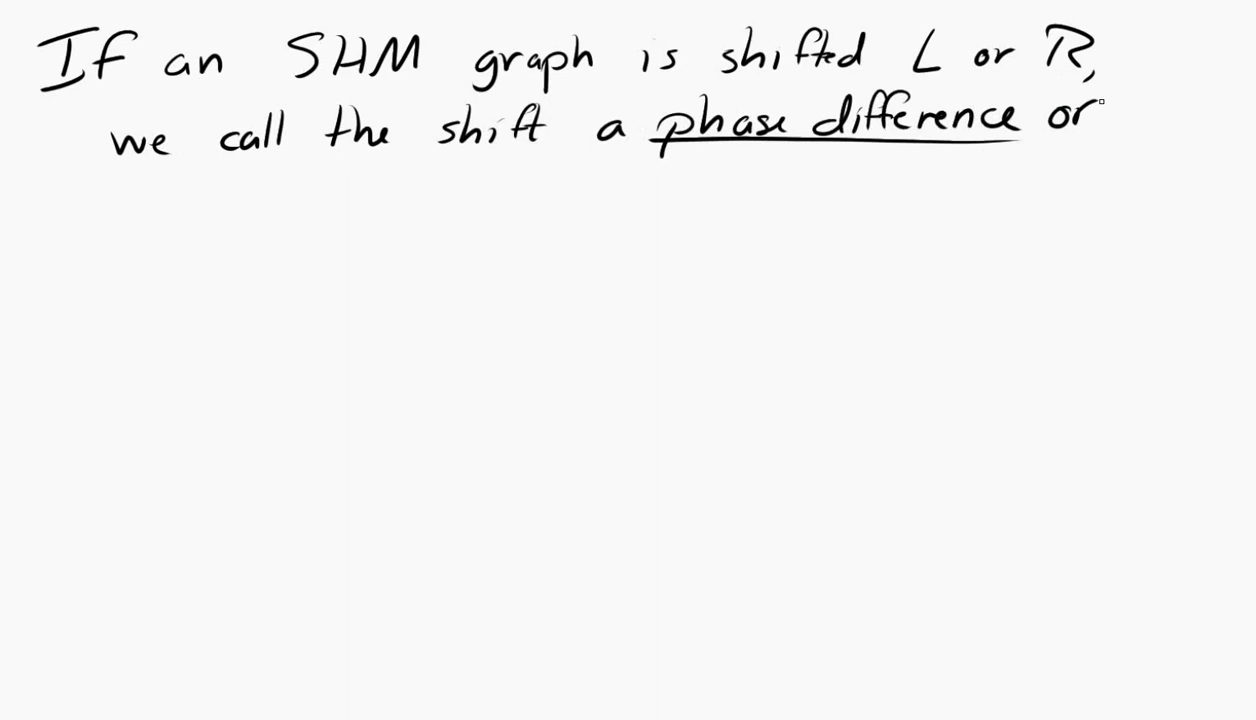 If an SHM graph is shifted L or R,
we call the shift a phase difference or